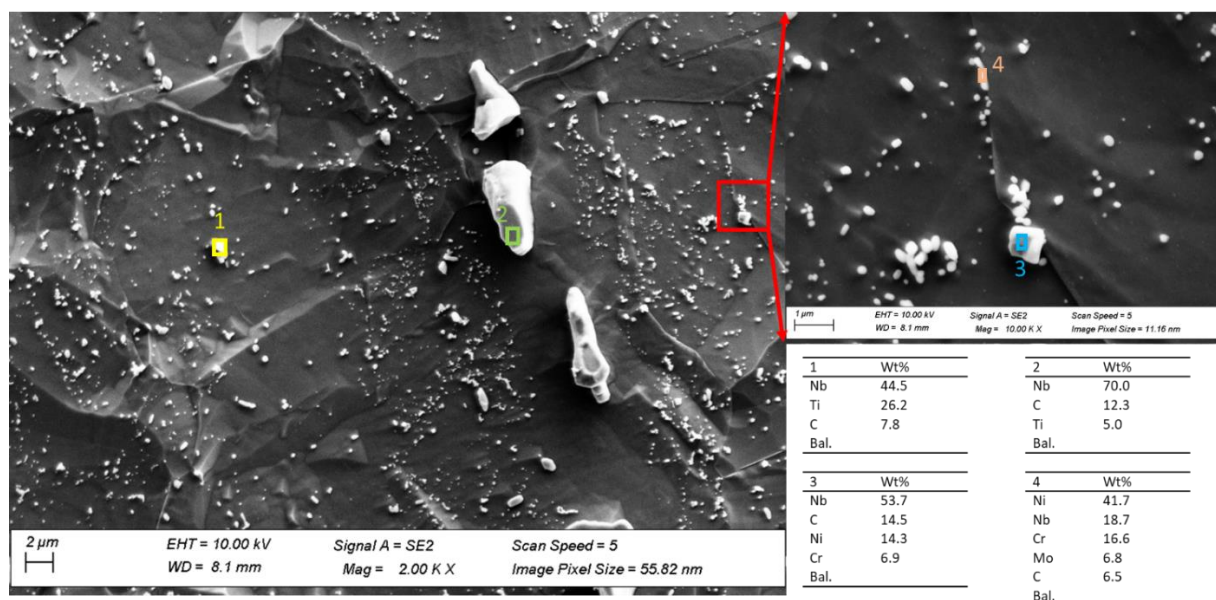 1
2
2 µm
EHT = 10.00 kV
Signal A = SE2
Scan Speed = 5
WD = 8.1 mm
Mag = 2.00 K X
Image Pixel Size = 55.82 nm
4
3
1 µm
EHT = 10.00 kV
Signal A = SE2
Scan Speed = 5
WD = 8.1 mm
Mag = 10.00 K X
Image Pixel Size = 11.16 nm
1 Wt%
Nb 44.5
Ti 26.2
C 7.8
Bal.
2 Wt%
Nb 70.0
C 12.3
Ti 5.0
Bal.
3 Wt%
Nb 53.7
C 14.5
Ni 14.3
Cr 6.9
Bal.
4 Wt%
Ni 41.7
Nb 18.7
Cr 16.6
Mo 6.8
C 6.5
Bal.